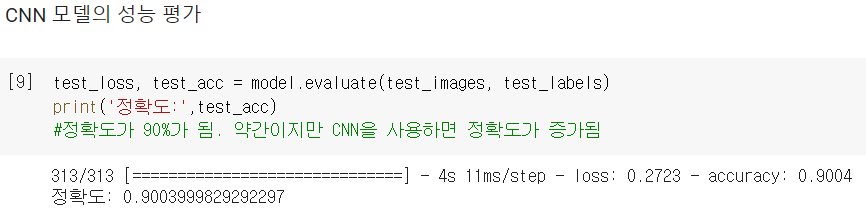 CNN 모델의 성능 평가
[9] test_loss, test_acc = model.evaluate(test_images, test_labels)
print('정확도:',test_acc)
#정확도가 90%가 됨. 약간이지만 CNN을 사용하면 정확도가 증가됨
313/313 [==============================] - 4s 11ms/step - loss: 0.2723 - accuracy: 0.9004
정확도: 0.9003999829292297